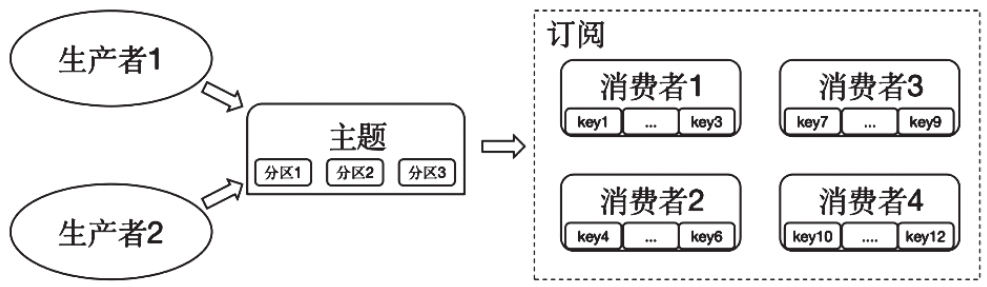 生产者1
生产者2
主题
分区1 分区2 分区3
订阅
消费者1
key1 ... key3
消费者3
key7 ... key9
消费者2
key4 ... key6
消费者4
key10 .... key12